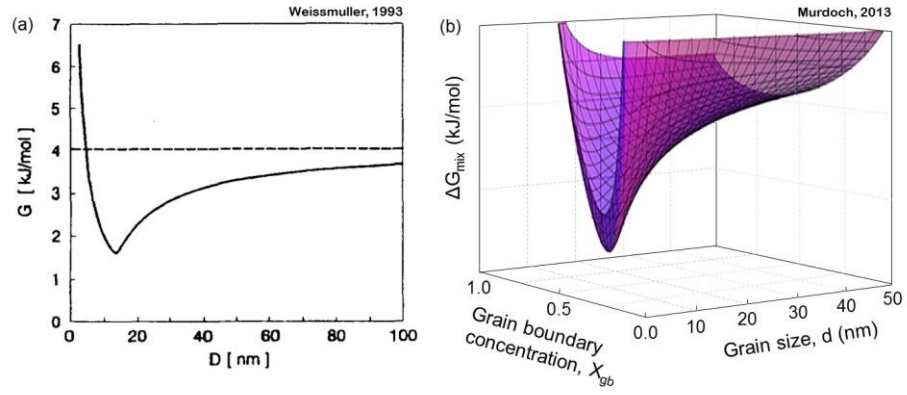 (a)
Weissmuller, 1993
7
6
5
4
3
2
1
0
G [ kJ/mol ]
0 20 40 60 80 100
D [ nm ]
(b)
Murdoch, 2013
ΔGmix (kJ/mol)
1.0
0.5
0.0
Grain boundary
concentration, Xgb
10
20
30
40
50
Grain size, d (nm)